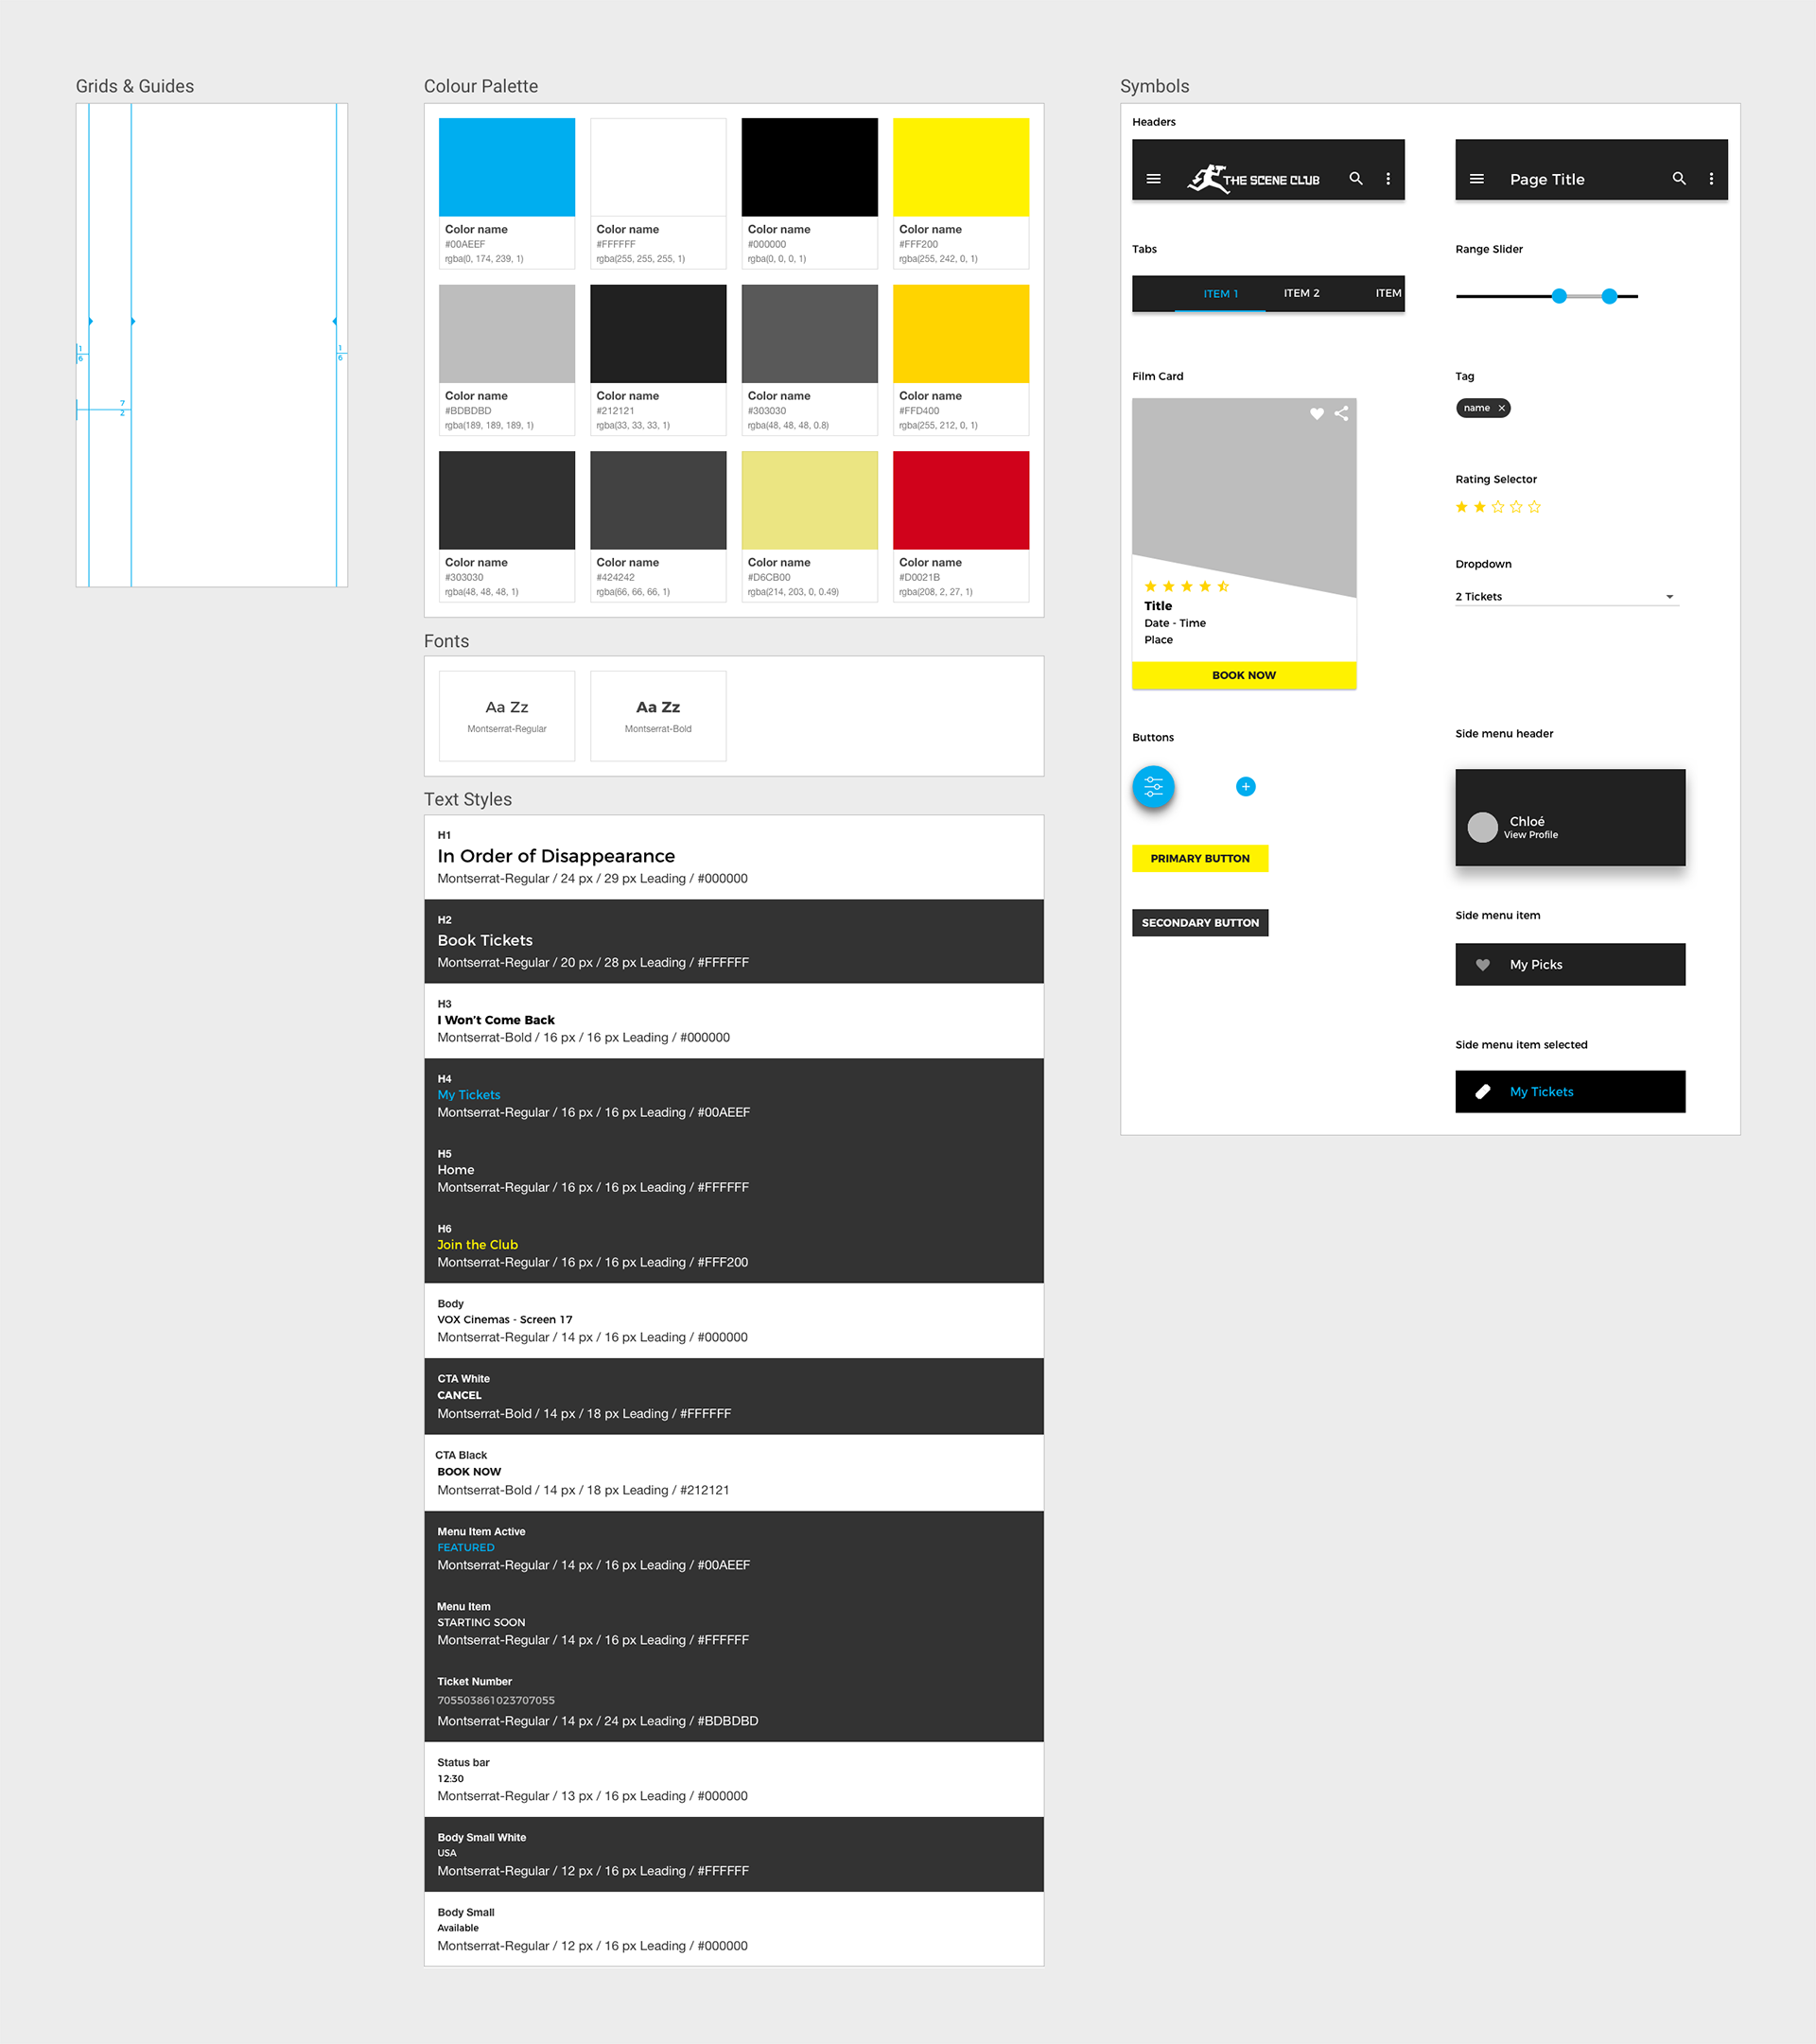 Grids & Guides
1
6
7
2
1
6
Colour Palette
Color name
#00AEEF
rgba(0, 174, 239, 1)
Color name
#FFFFFF
rgba(255, 255, 255, 1)
Color name
#000000
rgba(0, 0, 0, 1)
Color name
#FFF200
rgba(255, 242, 0, 1)
Color name
#BDBDBD
rgba(189, 189, 189, 1)
Color name
#212121
rgba(33, 33, 33, 1)
Color name
#303030
rgba(48, 48, 48, 0.8)
Color name
#FFD400
rgba(255, 212, 0, 1)
Color name
#303030
rgba(48, 48, 48, 1)
Color name
#424242
rgba(66, 66, 66, 1)
Color name
#D6CB00
rgba(214, 203, 0, 0.49)
Color name
#D0021B
rgba(208, 2, 27, 1)
Fonts
Aa Zz
Montserrat-Regular
Aa Zz
Montserrat-Bold
Text Styles
H1
In Order of Disappearance
Montserrat-Regular / 24 px / 29 px Leading / #000000
H2
Book Tickets
Montserrat-Regular / 20 px / 28 px Leading / #FFFFFF
H3
I Won't Come Back
Montserrat-Bold / 16 px / 16 px Leading / #000000
H4
My Tickets
Montserrat-Regular / 16 px / 16 px Leading / #00AEEF
H5
Home
Montserrat-Regular / 16 px / 16 px Leading / #FFFFFF
H6
Join the Club
Montserrat-Regular / 16 px / 16 px Leading / #FFF200
Body
VOX Cinemas - Screen 17
Montserrat-Regular / 14 px / 16 px Leading / #000000
CTA White
CANCEL
Montserrat-Bold / 14 px / 18 px Leading / #FFFFFF
CTA Black
BOOK NOW
Montserrat-Bold / 14 px / 18 px Leading / #212121
Menu Item Active
FEATURED
Montserrat-Regular / 14 px / 16 px Leading / #00AEEF
Menu Item
STARTING SOON
Montserrat-Regular / 14 px / 16 px Leading / #FFFFFF
Ticket Number
705503861023707055
Montserrat-Regular / 14 px / 24 px Leading / #BDBDBD
Status bar
12:30
Montserrat-Regular / 13 px / 16 px Leading / #000000
Body Small White
USA
Montserrat-Regular / 12 px / 16 px Leading / #FFFFFF
Body Small
Available
Montserrat-Regular / 12 px / 16 px Leading / #000000
Symbols
Headers
THE SCENE CLUB
Page Title
Tabs
ITEM 1 ITEM 2 ITEM
Range Slider
Film Card
Title
Date - Time
Place
BOOK NOW
Tag
name
Rating Selector
Dropdown
2 Tickets
Buttons
PRIMARY BUTTON
SECONDARY BUTTON
Side menu header
Chloé
View Profile
Side menu item
My Picks
Side menu item selected
My Tickets